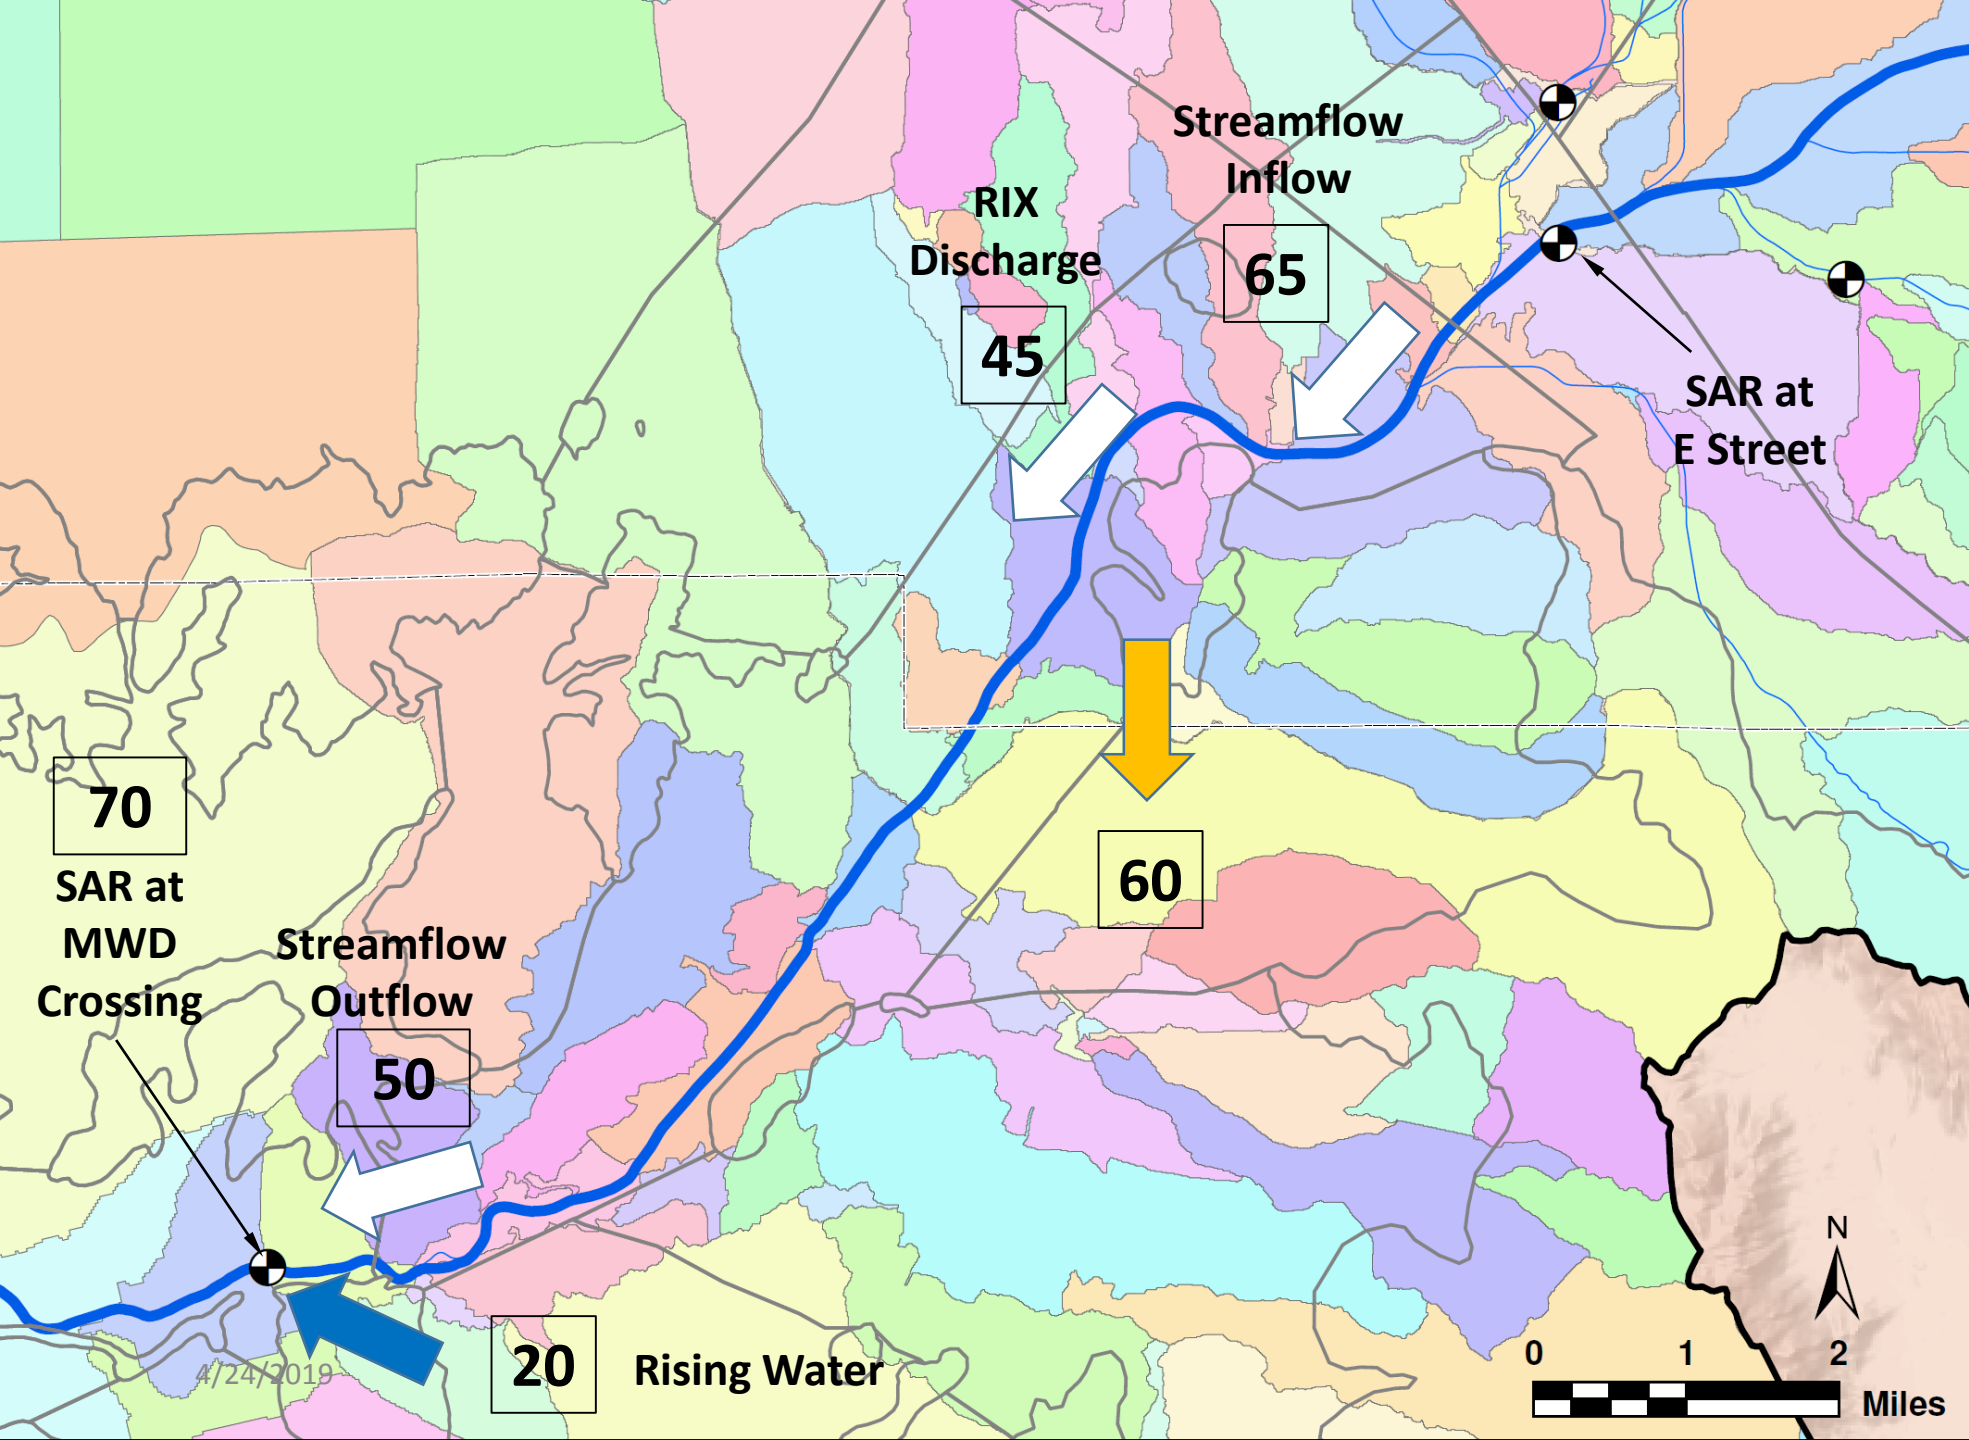 Streamflow
Inflow
65
RIX
Discharge
45
SAR at
E Street
60
70
SAR at
MWD
Crossing
Streamflow
Outflow
50
20
Rising Water
4/24/2019
N
0 1 2
Miles